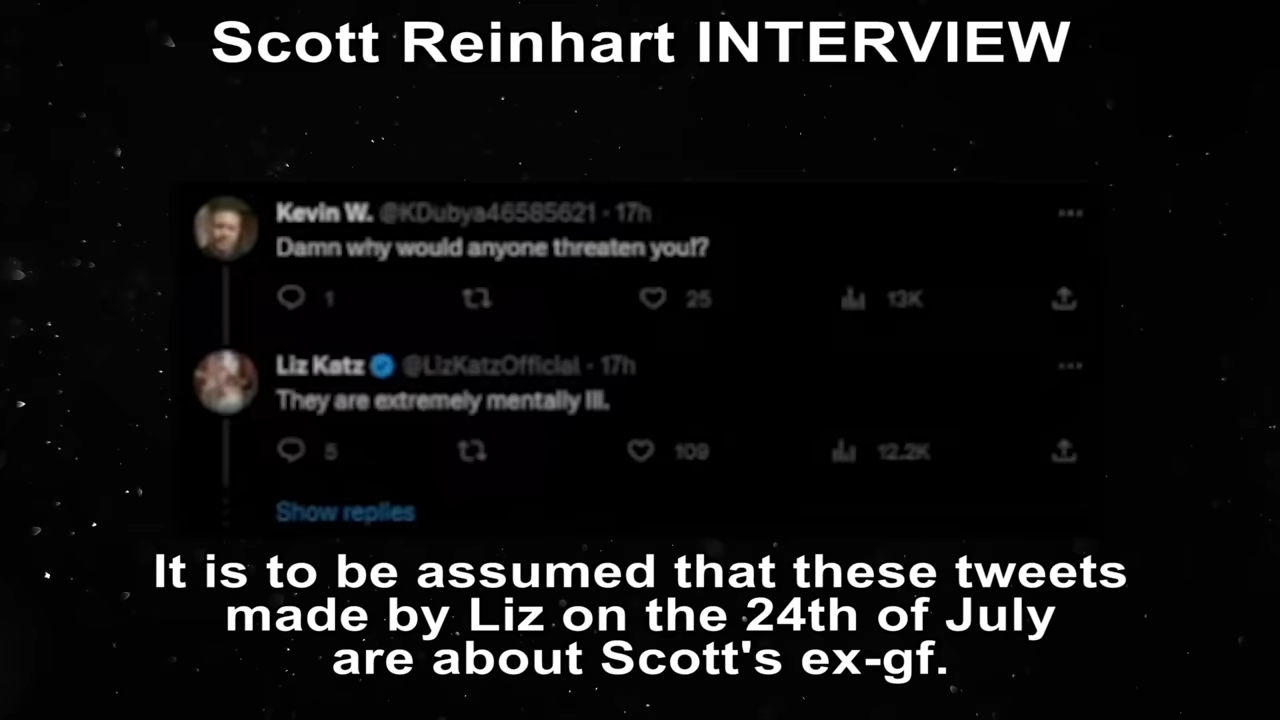 Scott Reinhart INTERVIEW
Kevin W. @KDubya46585621 · 17h
Damn why would anyone threaten you!?
1 25 13K
Liz Katz @LizKatzOfficial · 17h
They are extremely mentally ill.
5 109 12.2K
Show replies
It is to be assumed that these tweets
made by Liz on the 24th of July
are about Scott's ex-gf.